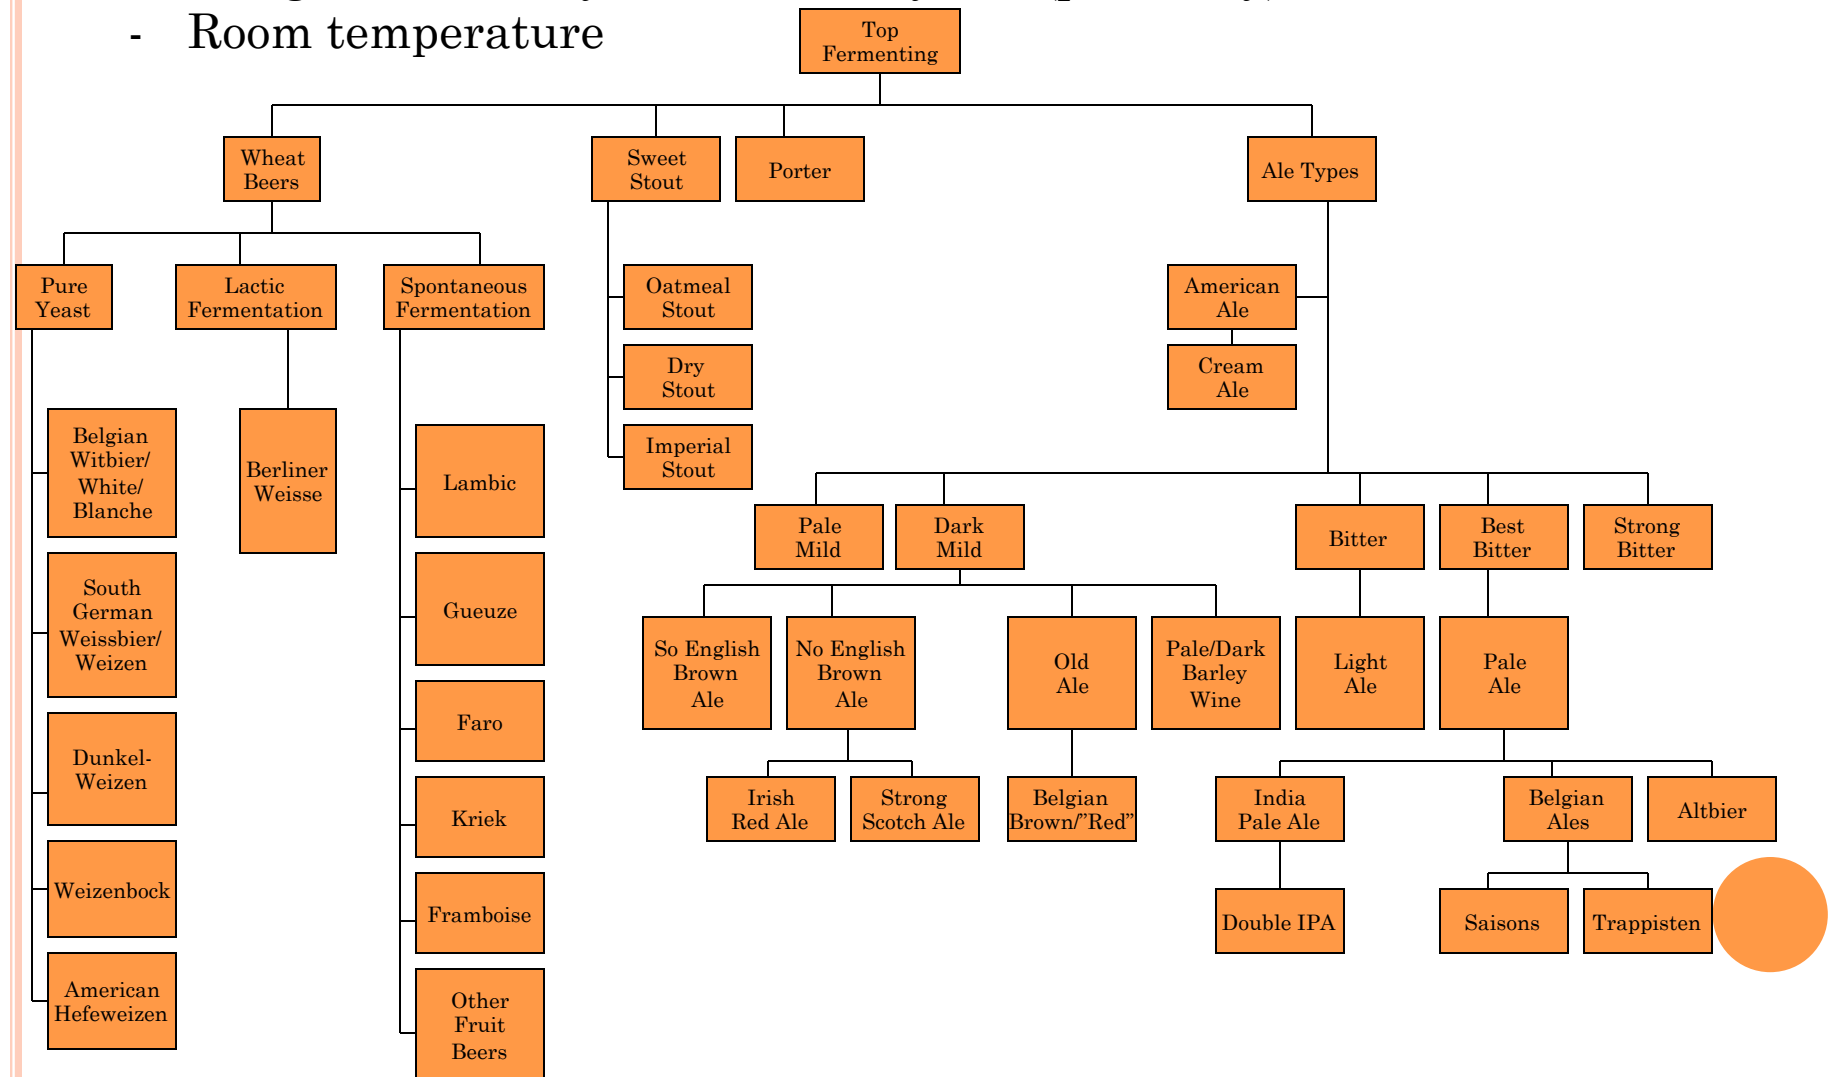 - Room temperature
Top
Fermenting
Wheat
Beers
Sweet
Stout
Porter
Ale Types
Pure
Yeast
Lactic
Fermentation
Spontaneous
Fermentation
Oatmeal
Stout
American
Ale
Dry
Stout
Cream
Ale
Imperial
Stout
Belgian
Witbier/
White/
Blanche
Berliner
Weisse
Lambic
Pale
Mild
Dark
Mild
Bitter
Best
Bitter
Strong
Bitter
South
German
Weissbier/
Weizen
Gueuze
So English
Brown
Ale
No English
Brown
Ale
Old
Ale
Pale/Dark
Barley
Wine
Light
Ale
Pale
Ale
Dunkel-
Weizen
Faro
Kriek
Irish
Red Ale
Strong
Scotch Ale
Belgian
Brown/”Red”
India
Pale Ale
Belgian
Ales
Altbier
Weizenbock
Framboise
Double IPA
Saisons
Trappisten
American
Hefeweizen
Other
Fruit
Beers